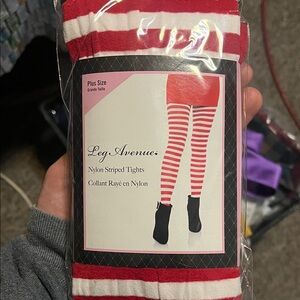 Plus Size
Grande Taille
Leg Avenue®
Nylon Striped Tights
Collant Rayé en Nylon